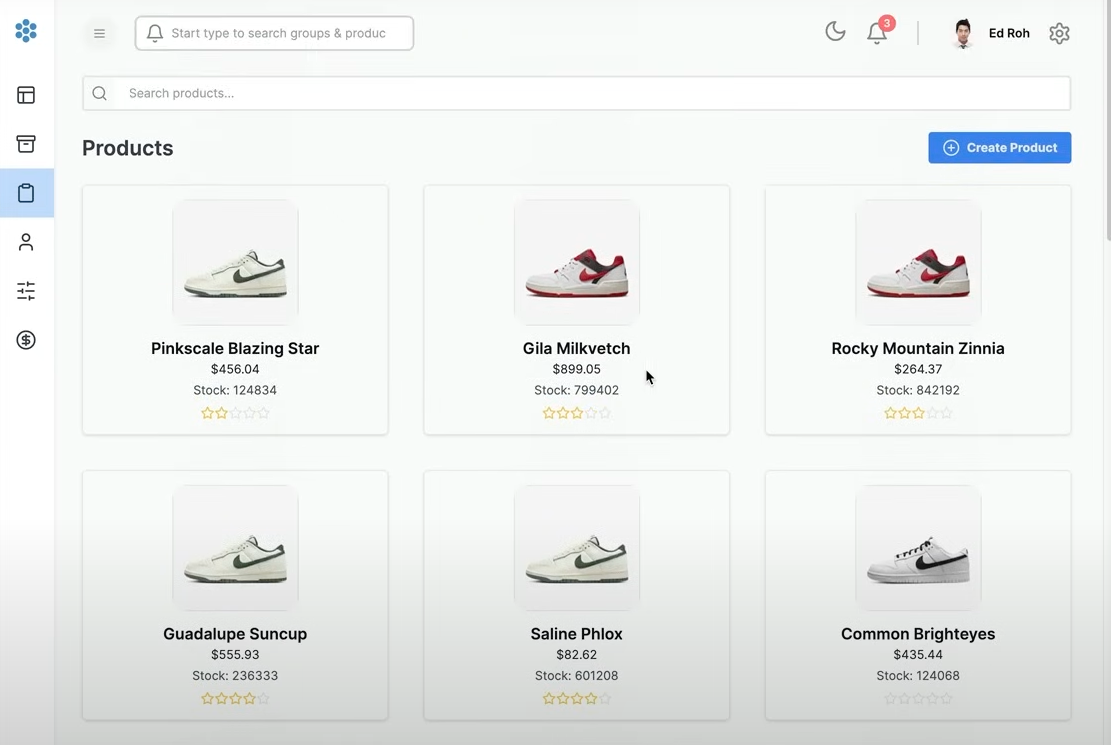 Start type to search groups & produc
3
Ed Roh
Search products...
Products
Create Product
Pinkscale Blazing Star
$456.04
Stock: 124834
Gila Milkvetch
$899.05
Stock: 799402
Rocky Mountain Zinnia
$264.37
Stock: 842192
Guadalupe Suncup
$555.93
Stock: 236333
Saline Phlox
$82.62
Stock: 601208
Common Brighteyes
$435.44
Stock: 124068